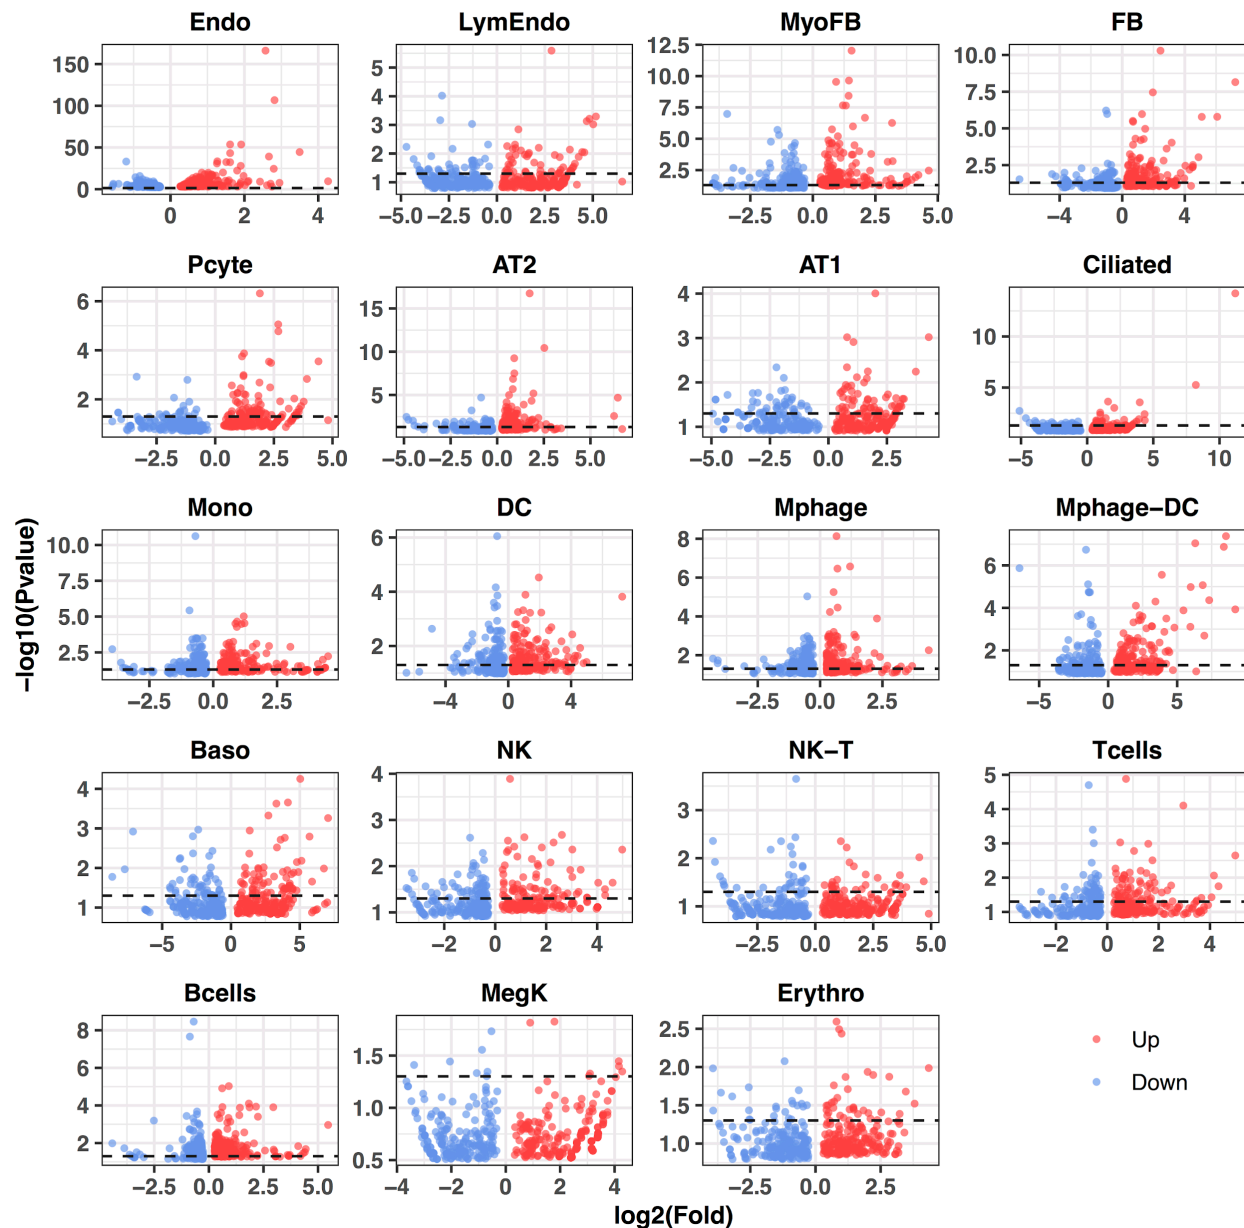 Endo LymEndo MyoFB FB
150 100 50 0
5 4 3 2 1
12.5 10.0 7.5 5.0 2.5
10.0 7.5 5.0 2.5
0 2 4
−5.0 −2.5 0.0 2.5 5.0
−2.5 0.0 2.5 5.0
−4 0 4
Pcyte AT2 AT1 Ciliated
6 4 2
15 10 5
4 3 2 1
10 5
−2.5 0.0 2.5 5.0
−5.0 −2.5 0.0 2.5 5.0
−5.0 −2.5 0.0 2.5
−5 0 5 10
Mono DC Mphage Mphage−DC
−log10(Pvalue)
10.0 7.5 5.0 2.5
6 4 2
8 6 4 2
6 4 2
−2.5 0.0 2.5
−4 0 4
−2.5 0.0 2.5
−5 0 5
Baso NK NK−T Tcells
4 3 2 1
4 3 2 1
3 2 1
5 4 3 2 1
−5 0 5
−2 0 2 4
−2.5 0.0 2.5 5.0
−2 0 2 4
Bcells MegK Erythro
8 6 4 2
1.5 1.0 0.5
2.5 2.0 1.5 1.0
−2.5 0.0 2.5 5.0
−4 −2 0 2 4
−2.5 0.0 2.5
Up
Down
log2(Fold)